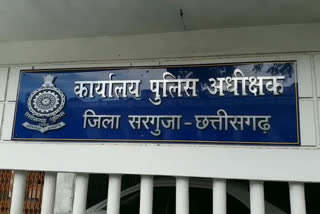 कार्यालय पुलिस अधीक्षक
जिला सरगुजा-छत्तीसगढ़